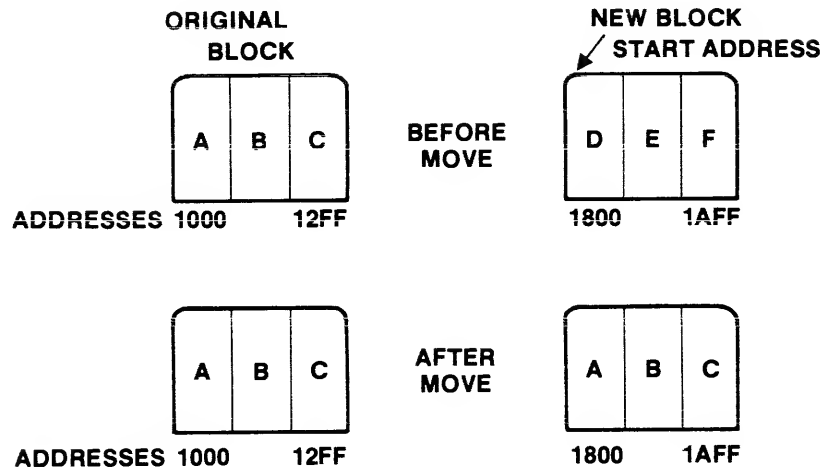 ORIGINAL
BLOCK
NEW BLOCK
START ADDRESS
A B C
BEFORE
MOVE
D E F
ADDRESSES 1000 12FF
1800 1AFF
A B C
AFTER
MOVE
A B C
ADDRESSES 1000 12FF
1800 1AFF